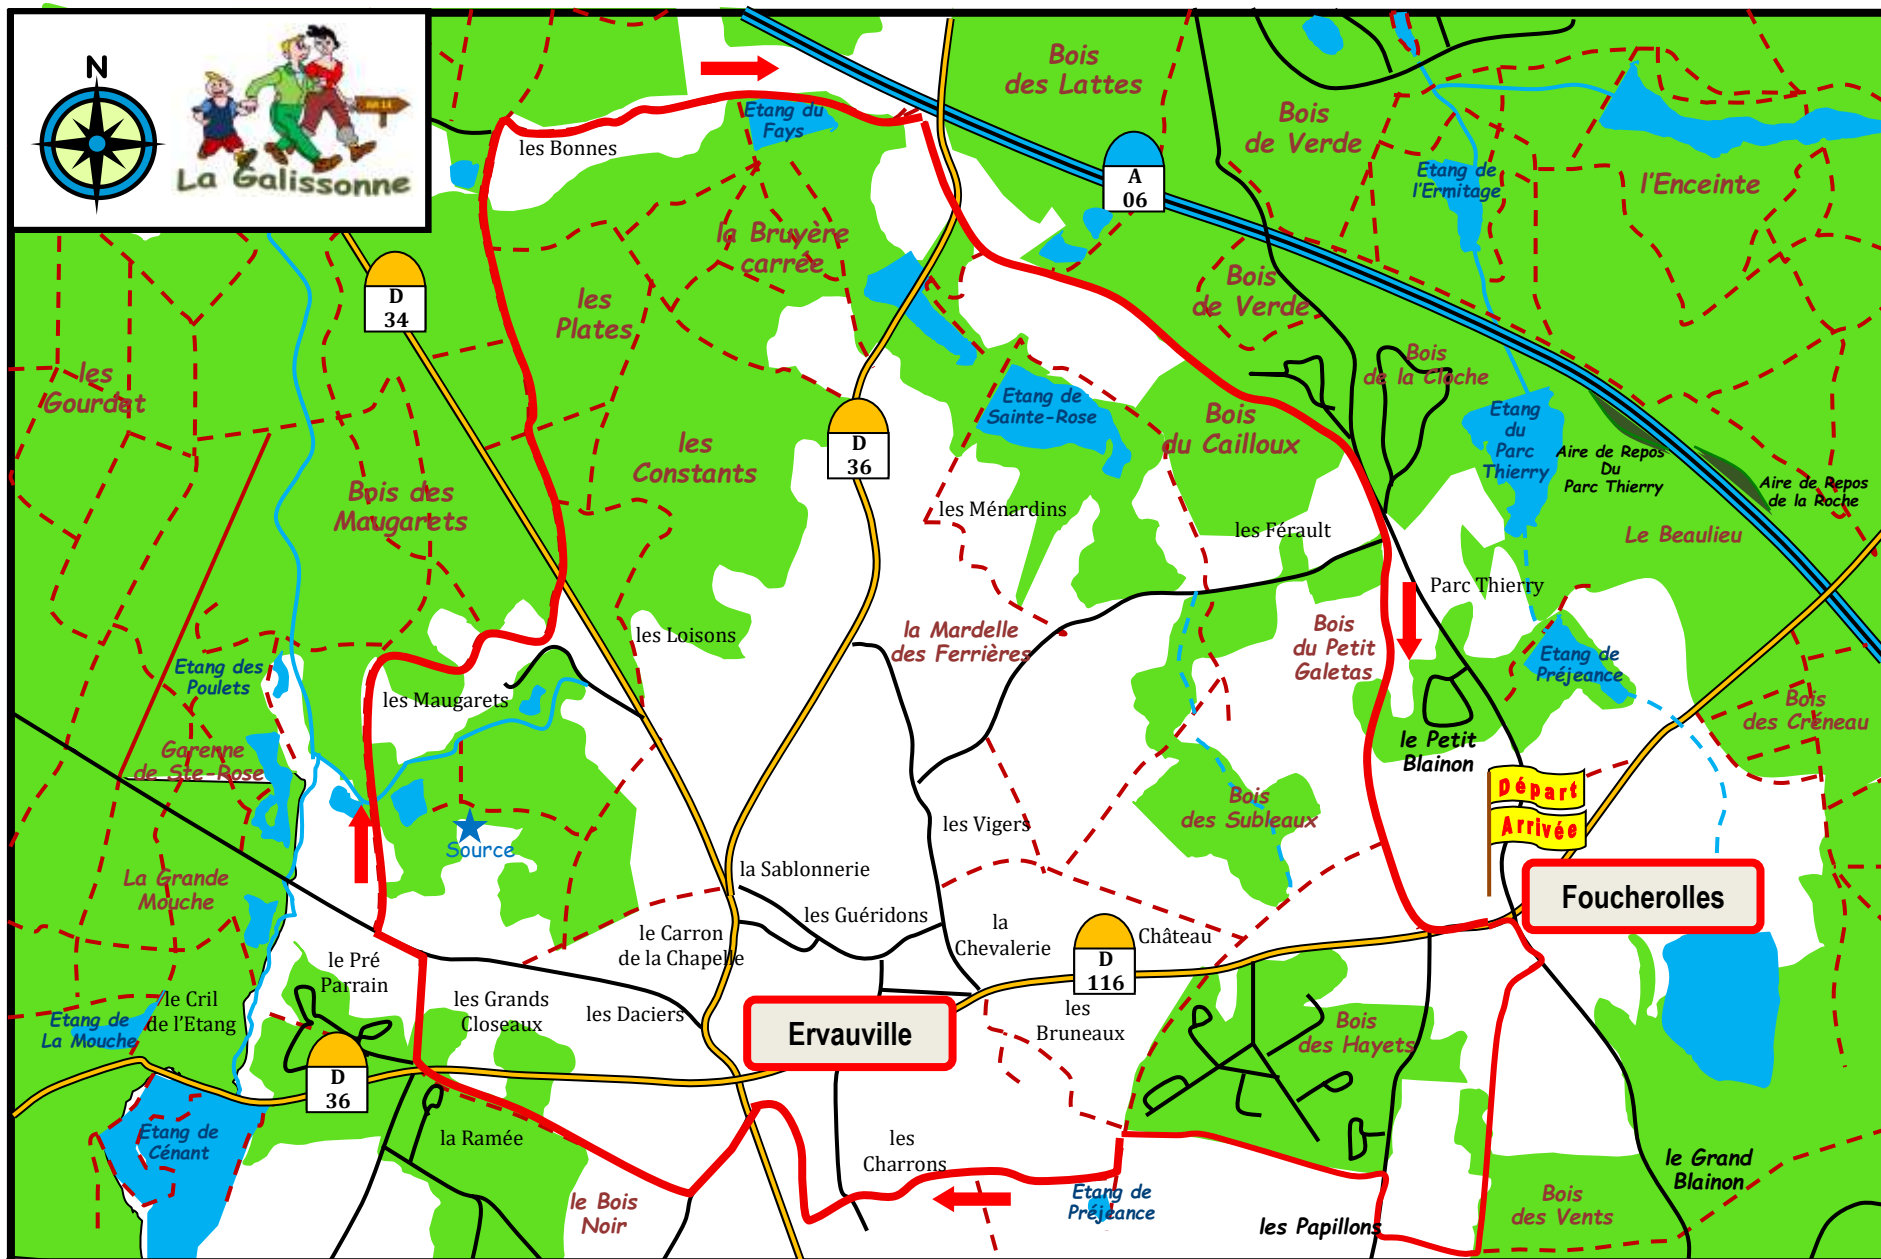 N
La Galissonne
Bois
des Lattes
Bois
de Verde
l'Enceinte
Etang de
l'Ermitage
A
06
Etang du
Fays
les Bonnes
la Bruyère
carrée
D
34
les
Plates
Bois
de Verde
Bois
de la Cloche
les
Gourdet
Etang de
Sainte-Rose
Bois
du Cailloux
Etang
du
Parc
Thierry
Aire de Repos
Du
Parc Thierry
Aire de Repos
de la Roche
les
Constants
D
36
Bois des
Maugarets
les Ménardins
les Férault
Le Beaulieu
Parc Thierry
les Loisons
la Mardelle
des Ferrières
Bois
du Petit
Galetas
Etang de
Préjeance
Etang des
Poulets
les Maugarets
Bois
des Créneau
Garenne
de Ste-Rose
le Petit
Blainon
Départ
Arrivée
Bois
des Subleaux
les Vigers
Source
la Sablonnerie
La Grande
Mouche
les Guéridons
Foucherolles
le Carron
de la Chapelle
la
Chevalerie
Château
D
116
le Pré
Parrain
le Cril
de l'Etang
les Grands
Closeaux
les Daciers
Etang de
La Mouche
Ervauville
les
Bruneaux
Bois
des Hayets
D
36
Etang de
Cénant
la Ramée
les
Charrons
le Grand
Blainon
le Bois
Noir
Etang de
Préjeance
les Papillons
Bois
des Vents